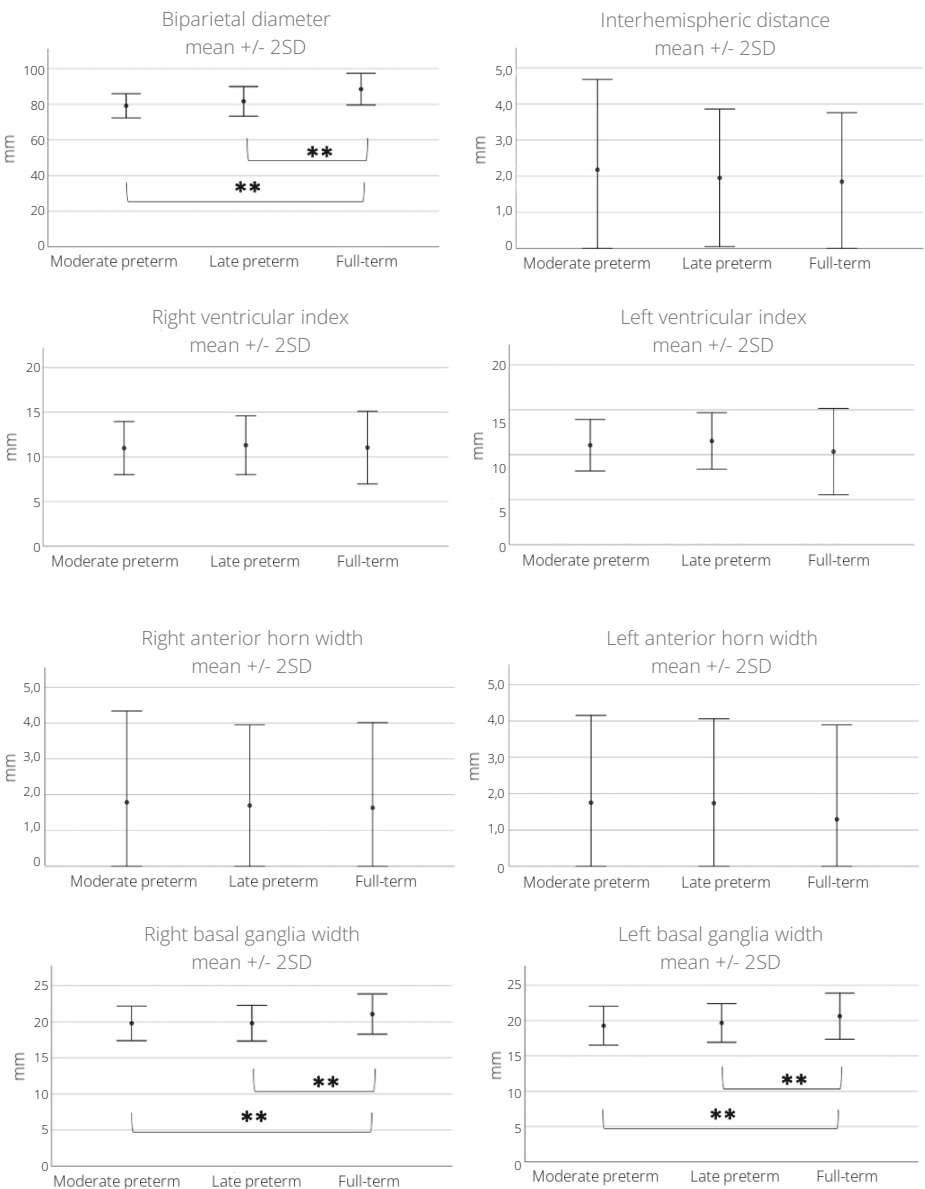 Biparietal diameter
mean +/- 2SD
100
80
60
40
20
0
mm
**
**
Moderate preterm Late preterm Full-term
Interhemispheric distance
mean +/- 2SD
5,0
4,0
3,0
2,0
1,0
0
mm
Moderate preterm Late preterm Full-term
Right ventricular index
mean +/- 2SD
20
15
10
5
0
mm
Moderate preterm Late preterm Full-term
Left ventricular index
mean +/- 2SD
20
15
10
5
0
mm
Moderate preterm Late preterm Full-term
Right anterior horn width
mean +/- 2SD
5,0
4,0
3,0
2,0
1,0
0
mm
Moderate preterm Late preterm Full-term
Left anterior horn width
mean +/- 2SD
5,0
4,0
3,0
2,0
1,0
0
mm
Moderate preterm Late preterm Full-term
Right basal ganglia width
mean +/- 2SD
25
20
15
10
5
0
mm
**
**
Moderate preterm Late preterm Full-term
Left basal ganglia width
mean +/- 2SD
25
20
15
10
5
0
mm
**
**
Moderate preterm Late preterm Full-term